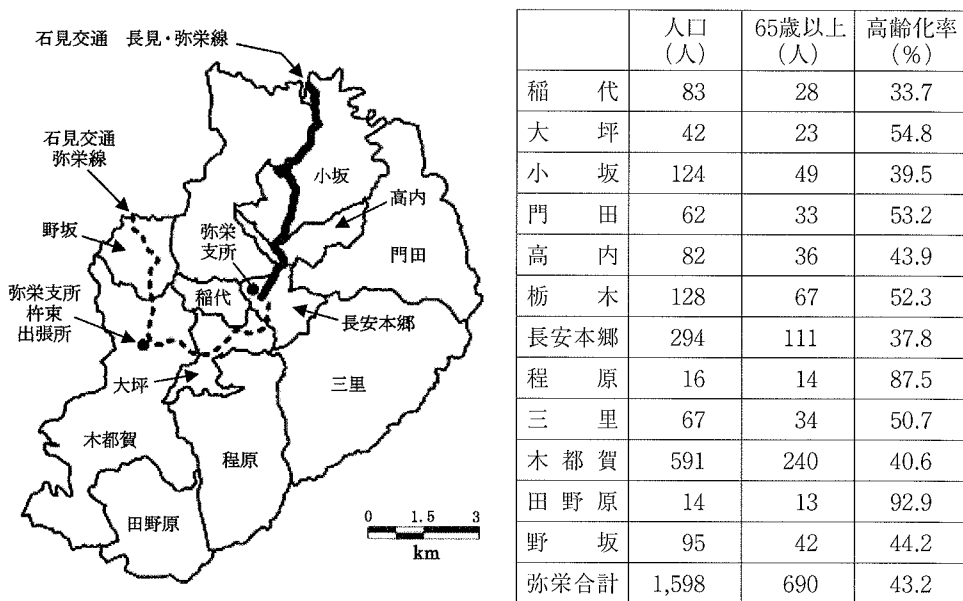 石見交通 長見・弥栄線
石見交通
弥栄線
小坂
高内
野坂
弥栄
支所
門田
弥栄支所
杵東
出張所
稲代
長安本郷
大坪
三里
木都賀
程原
田野原
0 1.5 3
km
人口
(人) 65歳以上
(人) 高齢化率
(%)
稲代 83 28 33.7
大坪 42 23 54.8
小坂 124 49 39.5
門田 62 33 53.2
高内 82 36 43.9
栃木 128 67 52.3
長安本郷 294 111 37.8
程原 16 14 87.5
三里 67 34 50.7
木都賀 591 240 40.6
田野原 14 13 92.9
野坂 95 42 44.2
弥栄合計 1,598 690 43.2